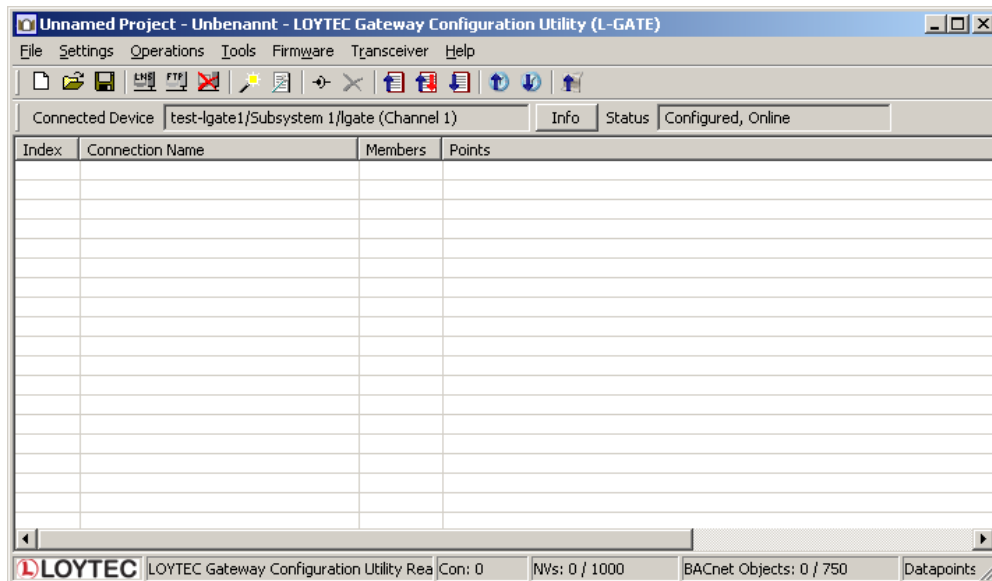 Unnamed Project - Unbenannt - LOYTEC Gateway Configuration Utility (L-GATE)
File Settings Operations Tools Firmware Transceiver Help
LNS FTP
Connected Device test-lgate1/Subsystem 1/lgate (Channel 1) Info Status Configured, Online
Index Connection Name Members Points
LOYTEC LOYTEC Gateway Configuration Utility Rea Con: 0 NVs: 0 / 1000 BACnet Objects: 0 / 750 Datapoints